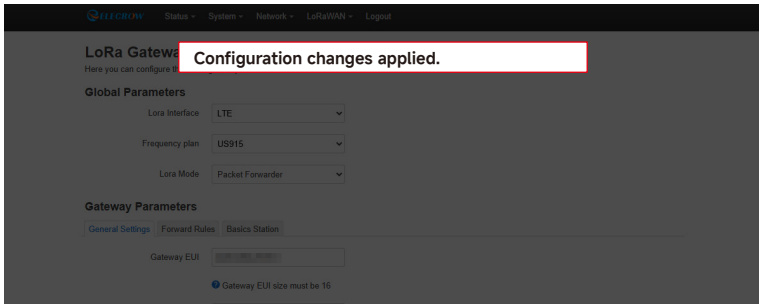 ELECROW Status System Network LoRaWAN Logout
LoRa Gatewa
Configuration changes applied.
Here you can configure th
Global Parameters
Lora Interface LTE
Frequency plan US915
Lora Mode Packet Forwarder
Gateway Parameters
General Settings Forward Rules Basics Station
Gateway EUI
Gateway EUI size must be 16